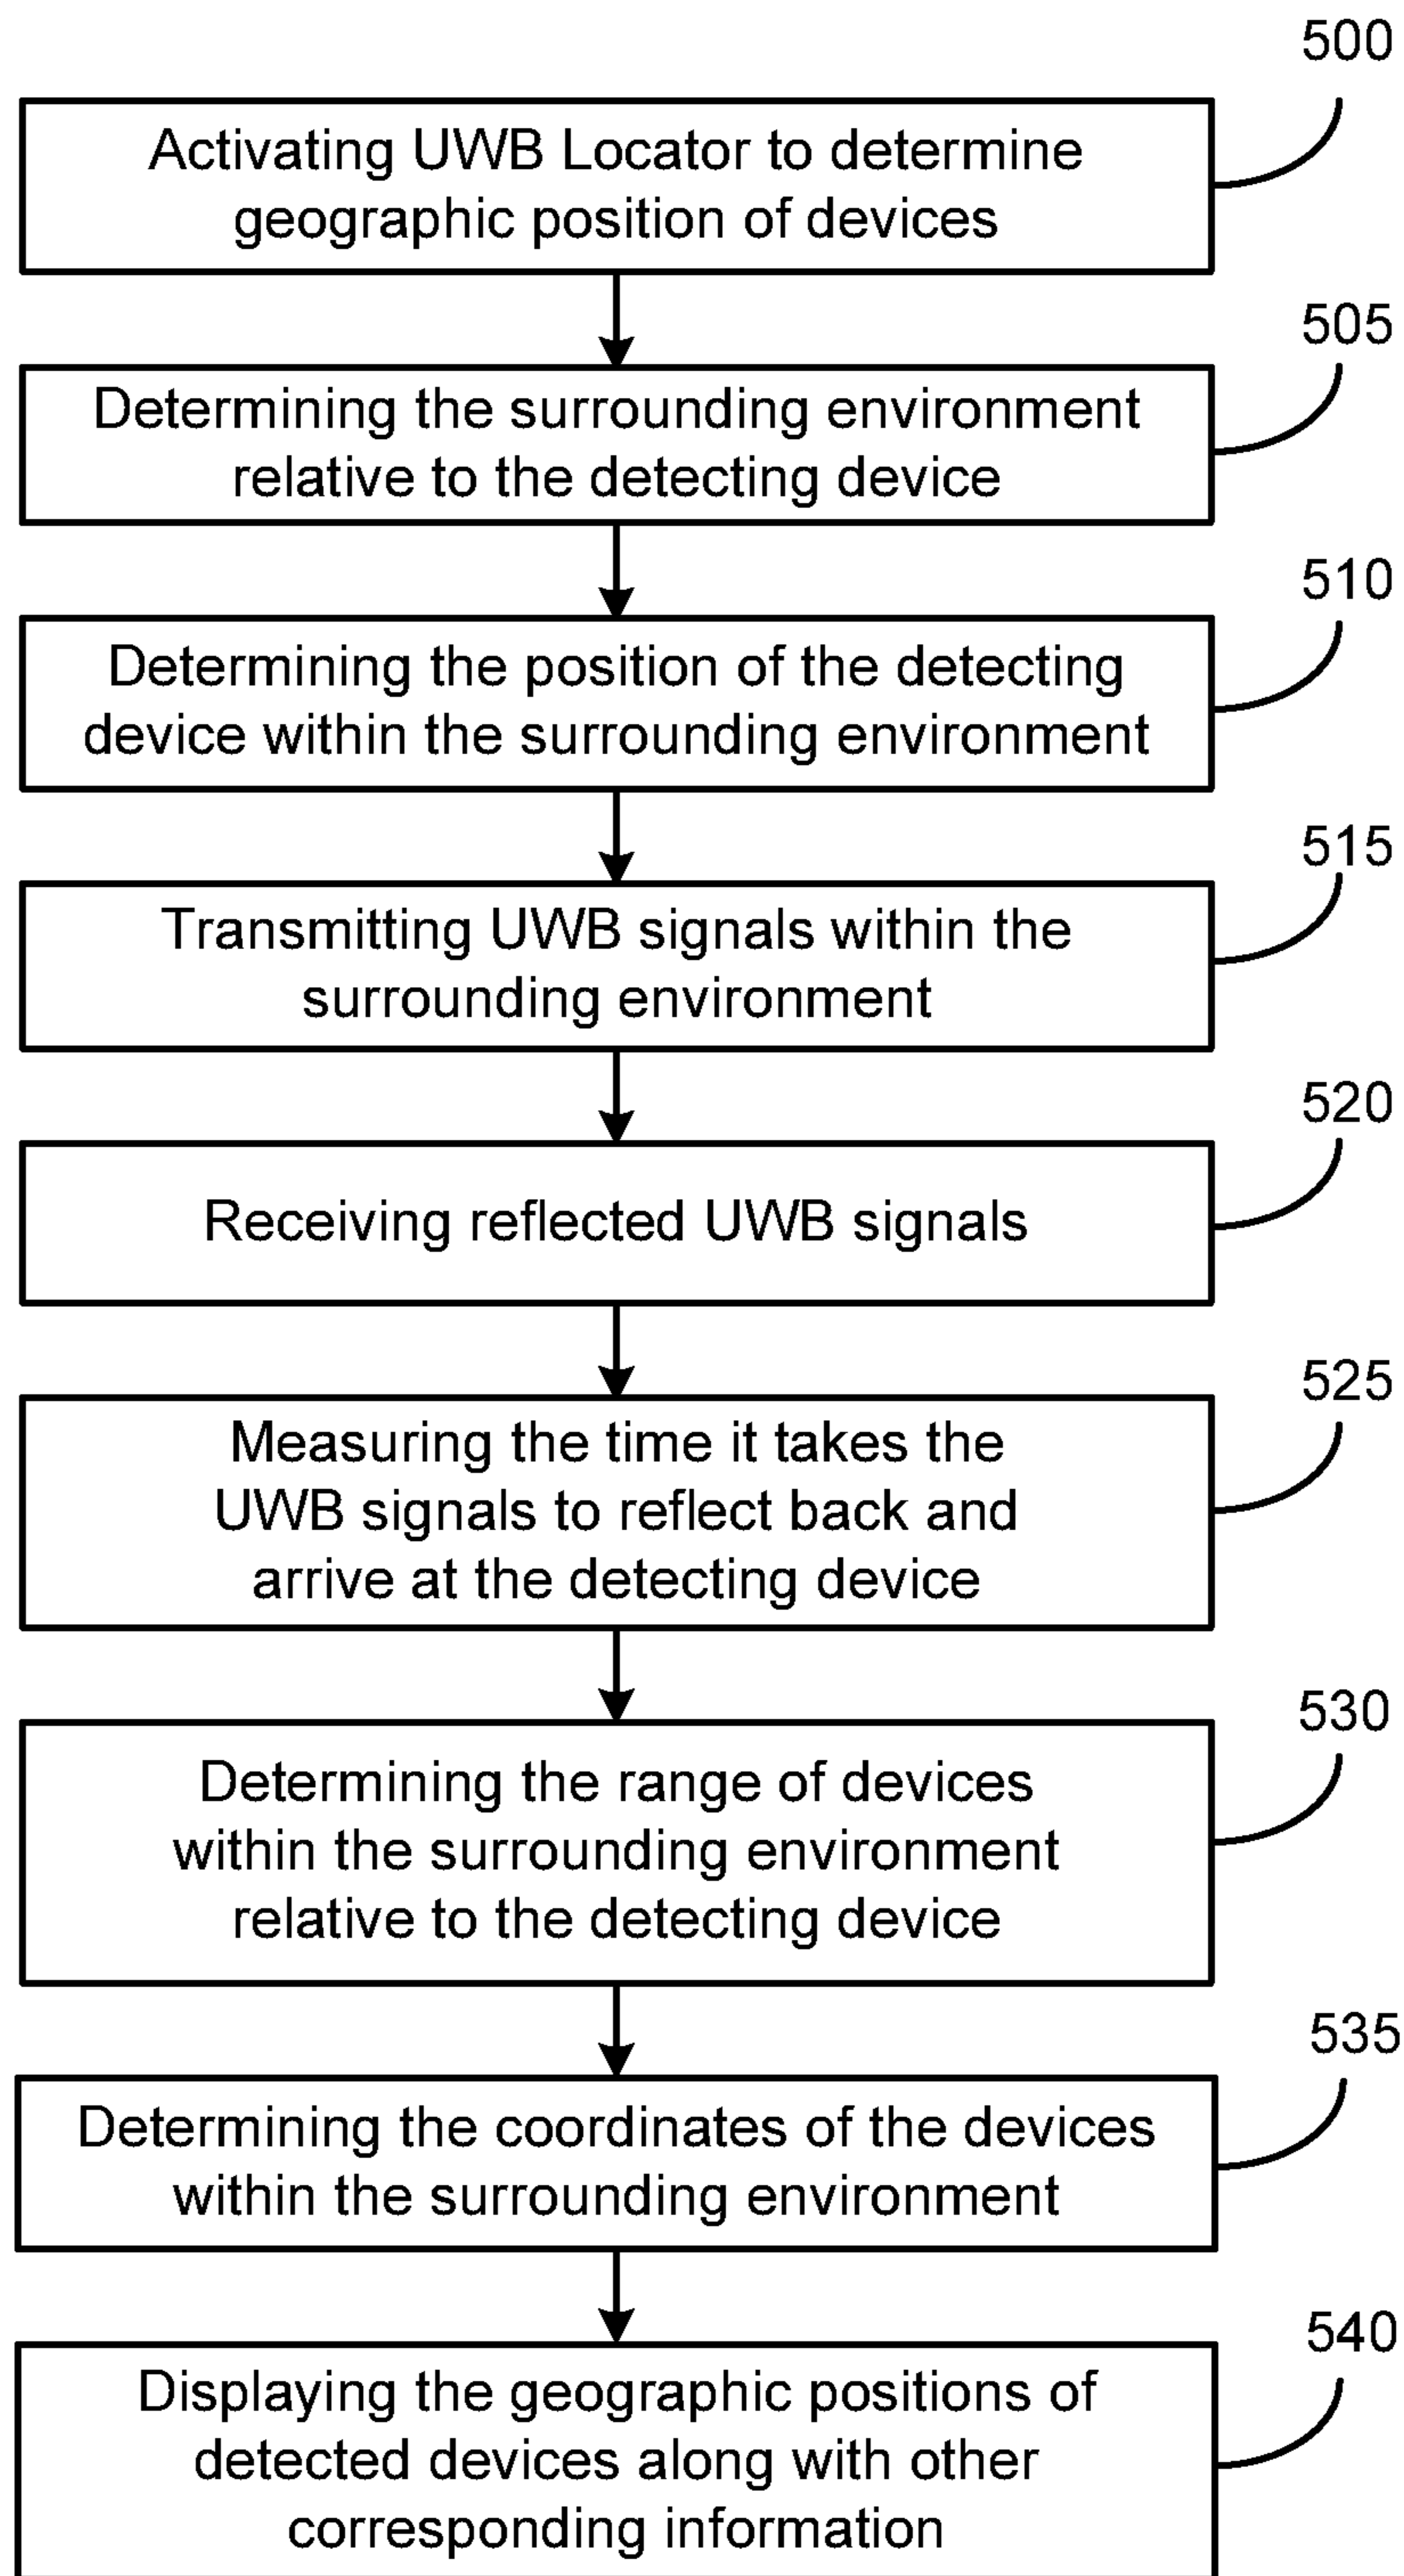 500
Activating UWB Locator to determine
geographic position of devices
505
Determining the surrounding environment
relative to the detecting device
510
Determining the position of the detecting
device within the surrounding environment
515
Transmitting UWB signals within the
surrounding environment
520
Receiving reflected UWB signals
525
Measuring the time it takes the
UWB signals to reflect back and
arrive at the detecting device
530
Determining the range of devices
within the surrounding environment
relative to the detecting device
535
Determining the coordinates of the devices
within the surrounding environment
540
Displaying the geographic positions of
detected devices along with other
corresponding information